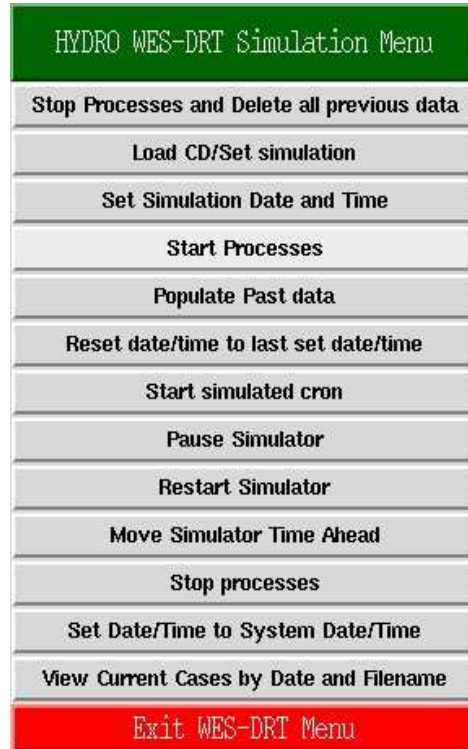 HYDRO WES-DRT Simulation Menu
Stop Processes and Delete all previous data
Load CD/Set simulation
Set Simulation Date and Time
Start Processes
Populate Past data
Reset date/time to last set date/time
Start simulated cron
Pause Simulator
Restart Simulator
Move Simulator Time Ahead
Stop processes
Set Date/Time to System Date/Time
View Current Cases by Date and Filename
Exit WES-DRT Menu